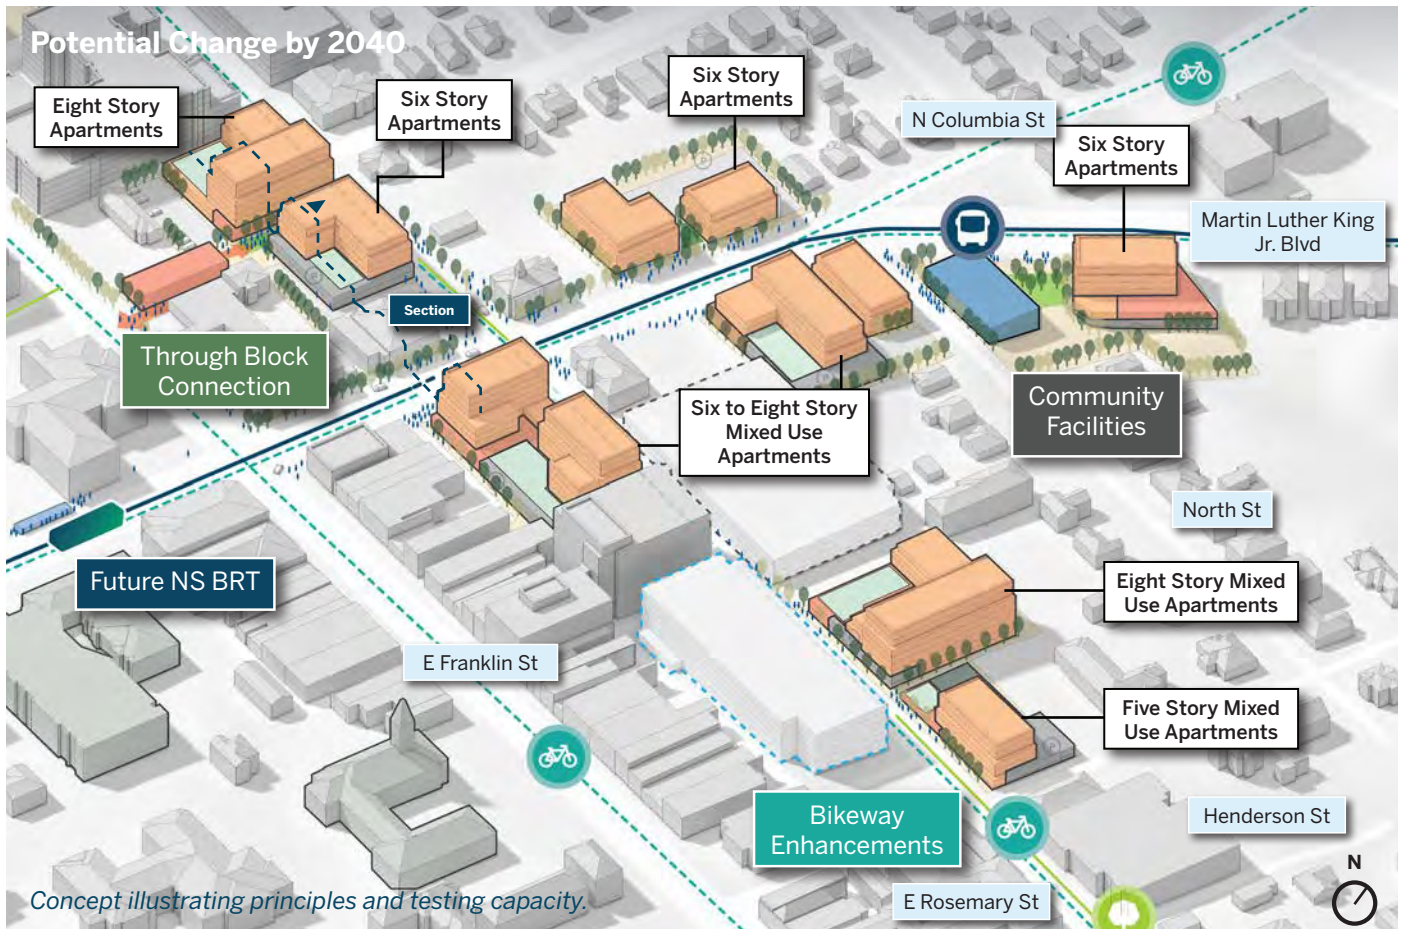 Potential Change by 2040
Eight Story
Apartments
Six Story
Apartments
Six Story
Apartments
N Columbia St
Six Story
Apartments
Martin Luther King
Jr. Blvd
Section
Through Block
Connection
Six to Eight Story
Mixed Use
Apartments
Community
Facilities
North St
Future NS BRT
Eight Story Mixed
Use Apartments
E Franklin St
Five Story Mixed
Use Apartments
Bikeway
Enhancements
Henderson St
N
E Rosemary St
Concept illustrating principles and testing capacity.